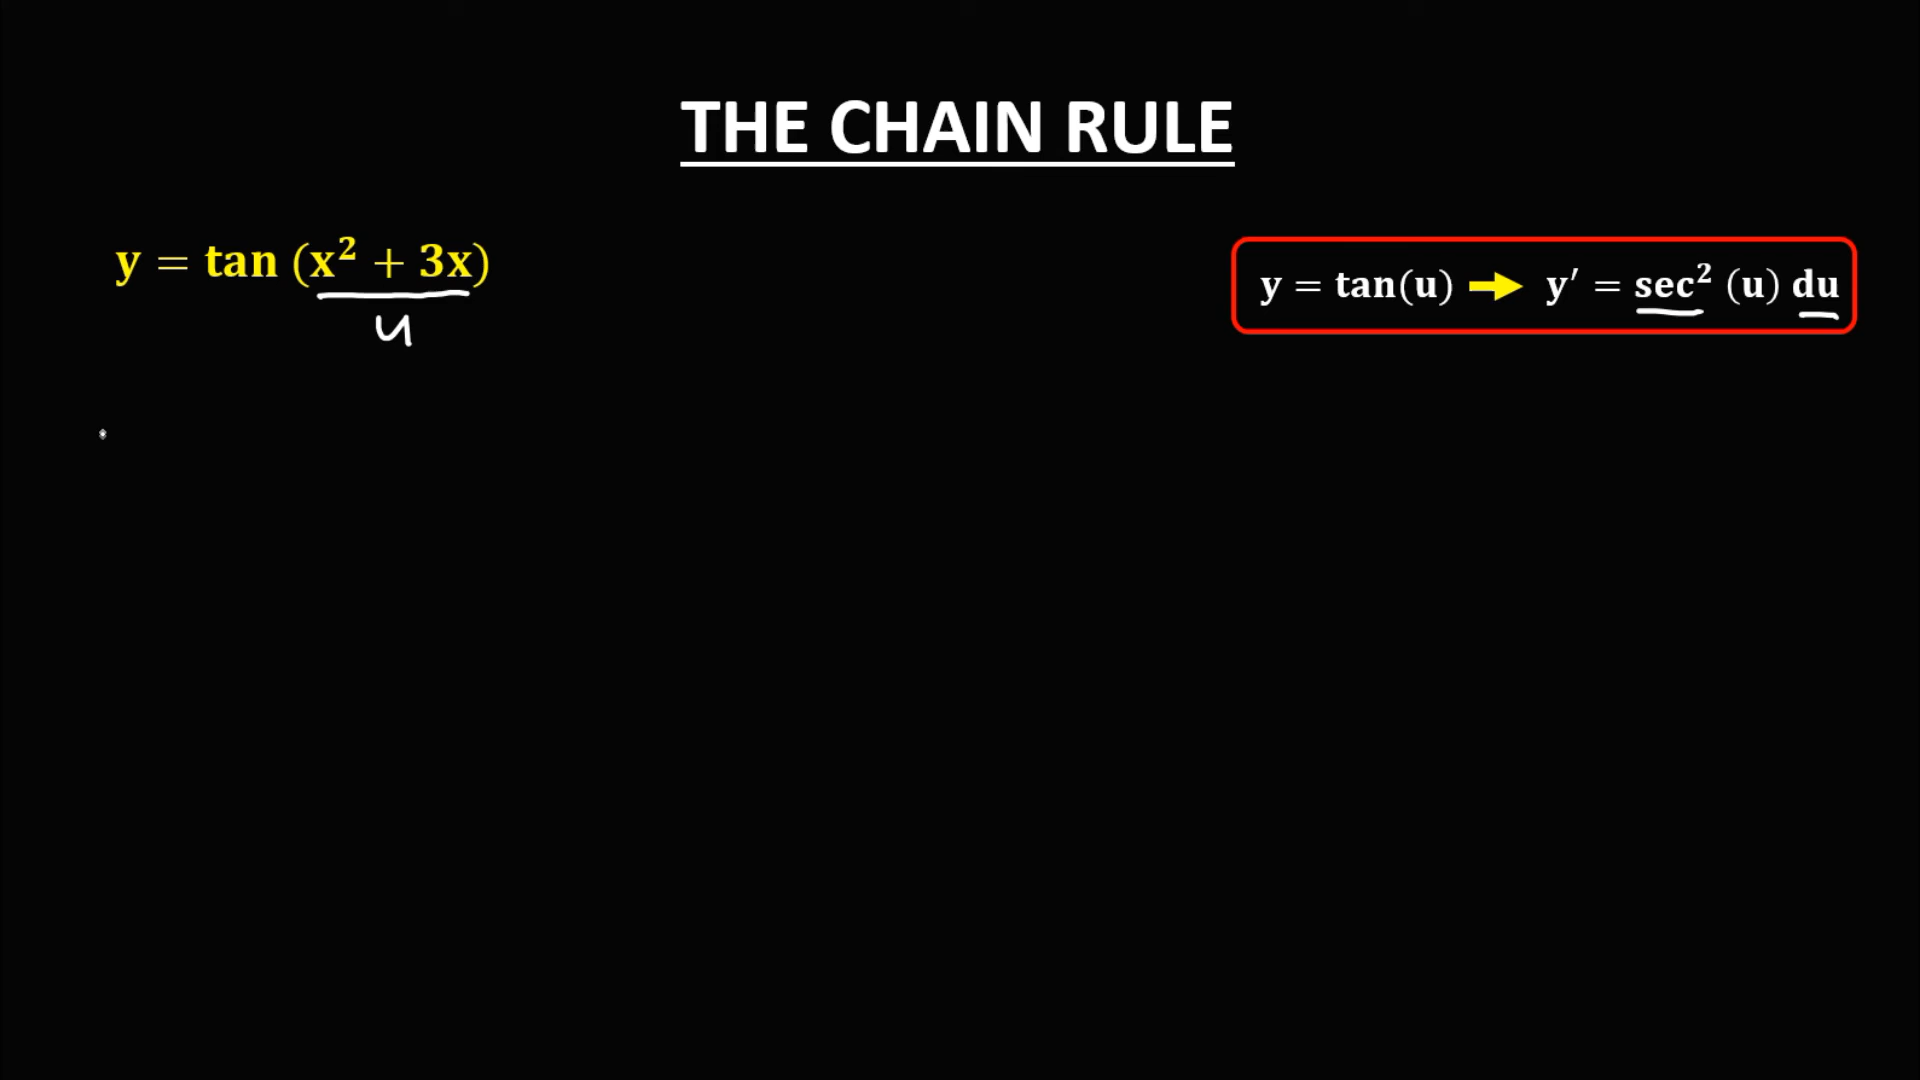 THE CHAIN RULE
y = tan (x² + 3x)
u
y = tan(u) ➡ y′ = sec² (u) du